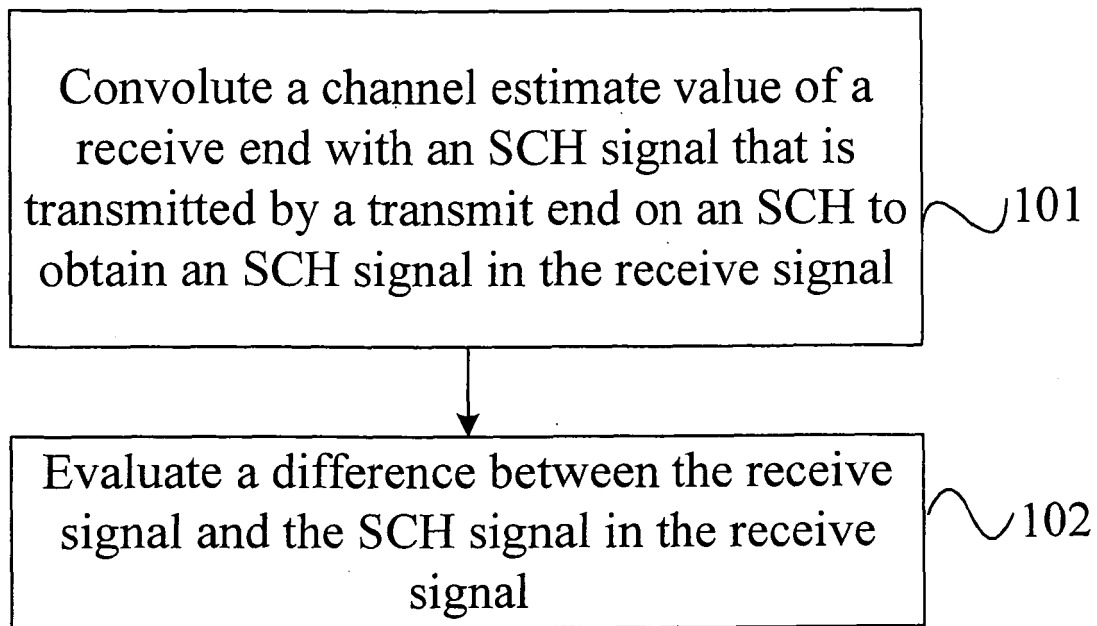 Convolute a channel estimate value of a
receive end with an SCH signal that is
transmitted by a transmit end on an SCH to
obtain an SCH signal in the receive signal
101
Evaluate a difference between the receive
signal and the SCH signal in the receive
signal
102